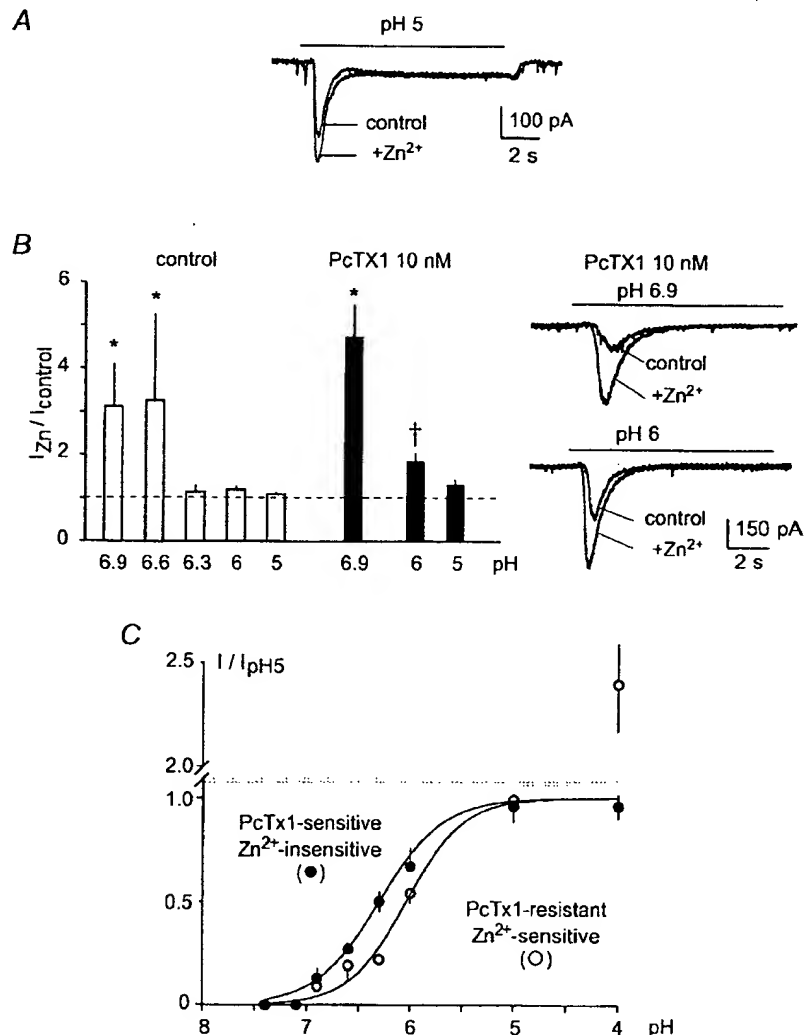 A
pH 5
control
+Zn2+
100 pA
2 s
B
control
PcTX1 10 nM
PcTX1 10 nM
pH 6.9
control
+Zn2+
pH 6
control
+Zn2+
150 pA
2 s
IZn / Icontrol
6
4
2
0
*
*
*
†
6.9 6.6 6.3 6 5 6.9 6 5 pH
C
I / IpH5
2.5
2.0
1.0
0.5
0
PcTx1-sensitive
Zn2+-insensitive
(●)
PcTx1-resistant
Zn2+-sensitive
(○)
8 7 6 5 4 pH